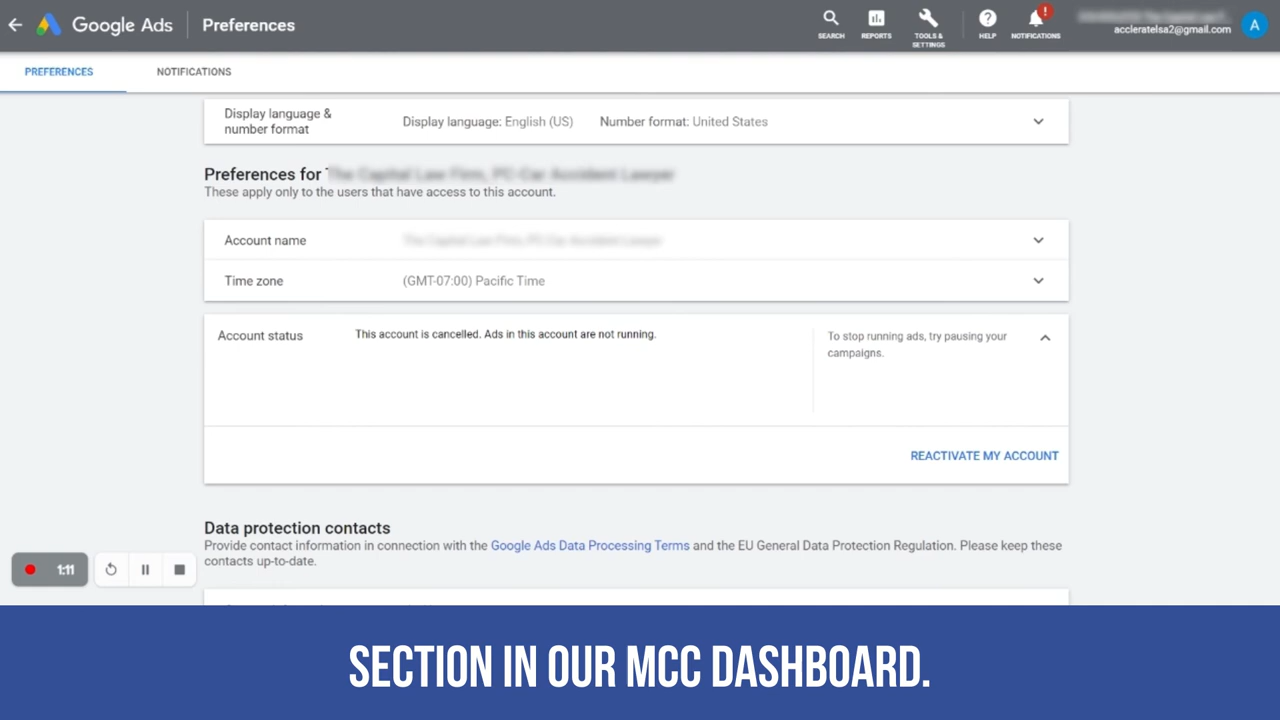 Google Ads
Preferences
SEARCH
REPORTS
TOOLS &
SETTINGS
HELP
NOTIFICATIONS
!
accleratelsa2@gmail.com
A
PREFERENCES
NOTIFICATIONS
Display language &
number format
Display language: English (US)
Number format: United States
Preferences for
These apply only to the users that have access to this account.
Account name
Time zone
(GMT-07:00) Pacific Time
Account status
This account is cancelled. Ads in this account are not running.
To stop running ads, try pausing your
campaigns.
REACTIVATE MY ACCOUNT
Data protection contacts
Provide contact information in connection with the Google Ads Data Processing Terms and the EU General Data Protection Regulation. Please keep these
contacts up-to-date.
1:11
SECTION IN OUR MCC DASHBOARD.